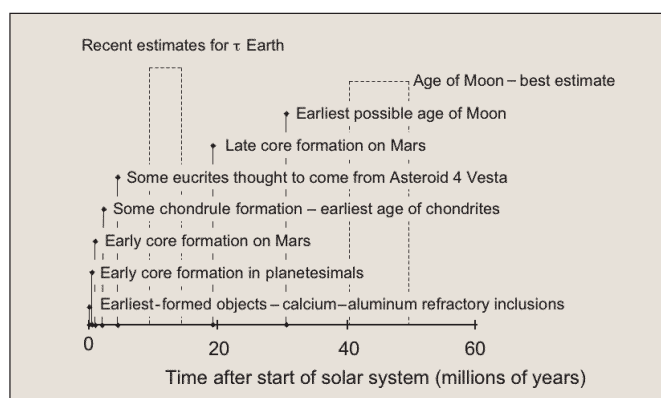 Recent estimates for τ Earth
Age of Moon – best estimate
Earliest possible age of Moon
Late core formation on Mars
Some eucrites thought to come from Asteroid 4 Vesta
Some chondrule formation – earliest age of chondrites
Early core formation on Mars
Early core formation in planetesimals
Earliest-formed objects – calcium–aluminum refractory inclusions
0 20 40 60
Time after start of solar system (millions of years)